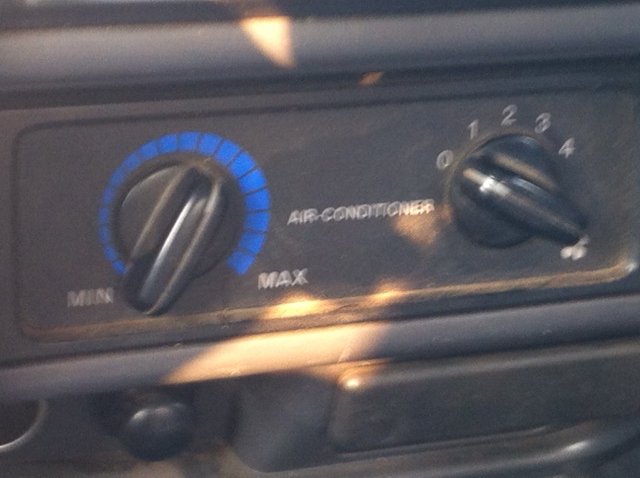 0 1 2 3 4
AIR-CONDITIONER
MIN MAX